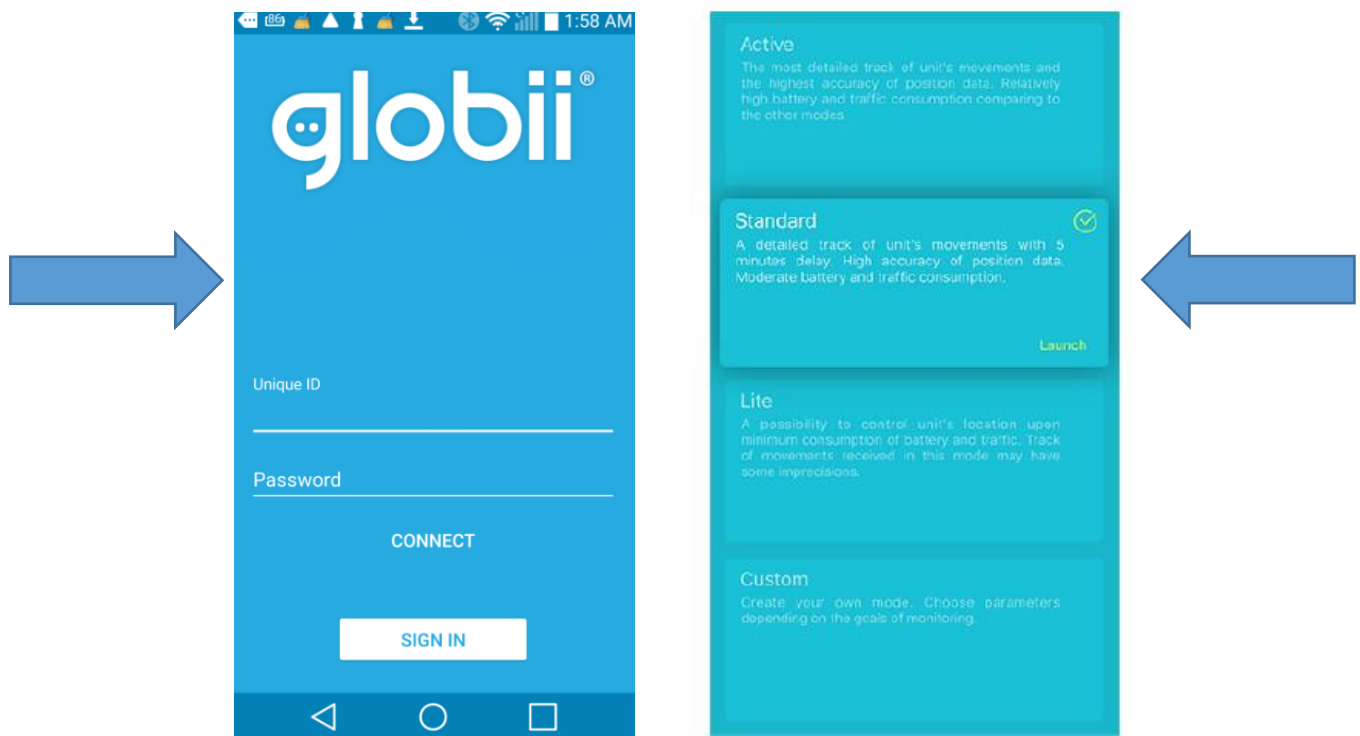 86
1:58 AM
globii®
Unique ID
Password
CONNECT
SIGN IN
Active
The most detailed track of unit's movements and
the highest accuracy of position data. Relatively
high battery and traffic consumption comparing to
the other modes.
Standard
A detailed track of unit's movements with 5
minutes delay. High accuracy of position data.
Moderate battery and traffic consumption.
Launch
Lite
A possibility to control unit's location upon
minimum consumption of battery and traffic. Track
of movements received in this mode may have
some imprecisions.
Custom
Create your own mode. Choose parameters
depending on the goals of monitoring.